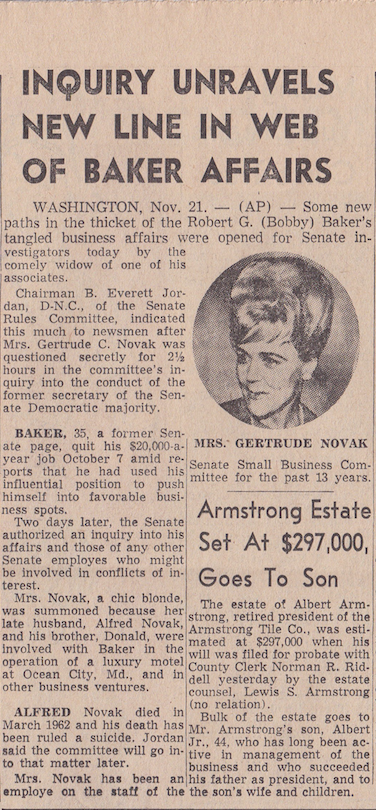 INQUIRY UNRAVELS
NEW LINE IN WEB
OF BAKER AFFAIRS
WASHINGTON, Nov. 21. — (AP) — Some new
paths in the thicket of the Robert G. (Bobby) Baker's
tangled business affairs were opened for Senate in-
vestigators today by the
comely widow of one of his
associates.
Chairman B. Everett Jor-
dan, D-N.C., of the Senate
Rules Committee, indicated
this much to newsmen after
Mrs. Gertrude C. Novak was
questioned secretly for 2½
hours in the committee's in-
quiry into the conduct of the
former secretary of the Sen-
ate Democratic majority.
BAKER, 35, a former Sen-
ate page, quit his $20,000-a-
year job October 7 amid re-
ports that he had used his
influential position to push
himself into favorable busi-
ness spots.
Two days later, the Senate
authorized an inquiry into his
affairs and those of any other
Senate employes who might
be involved in conflicts of in-
terest.
Mrs. Novak, a chic blonde,
was summoned because her
late husband, Alfred Novak,
and his brother, Donald, were
involved with Baker in the
operation of a luxury motel
at Ocean City, Md., and in
other business ventures.
ALFRED Novak died in
March 1962 and his death has
been ruled a suicide. Jordan
said the committee will go in-
to that matter later.
Mrs. Novak has been an
employe on the staff of the
MRS. GERTRUDE NOVAK
Senate Small Business Com-
mittee for the past 13 years.
Armstrong Estate
Set At $297,000,
Goes To Son
The estate of Albert Arm-
strong, retired president of the
Armstrong Tile Co., was esti-
mated at $297,000 when his
will was filed for probate with
County Clerk Norman R. Rid-
dell yesterday by the estate
counsel, Lewis S. Armstrong
(no relation).
Bulk of the estate goes to
Mr. Armstrong's son, Albert
Jr., 44, who has long been ac-
tive in management of the
business and who succeeded
his father as president, and to
the son's wife and children.